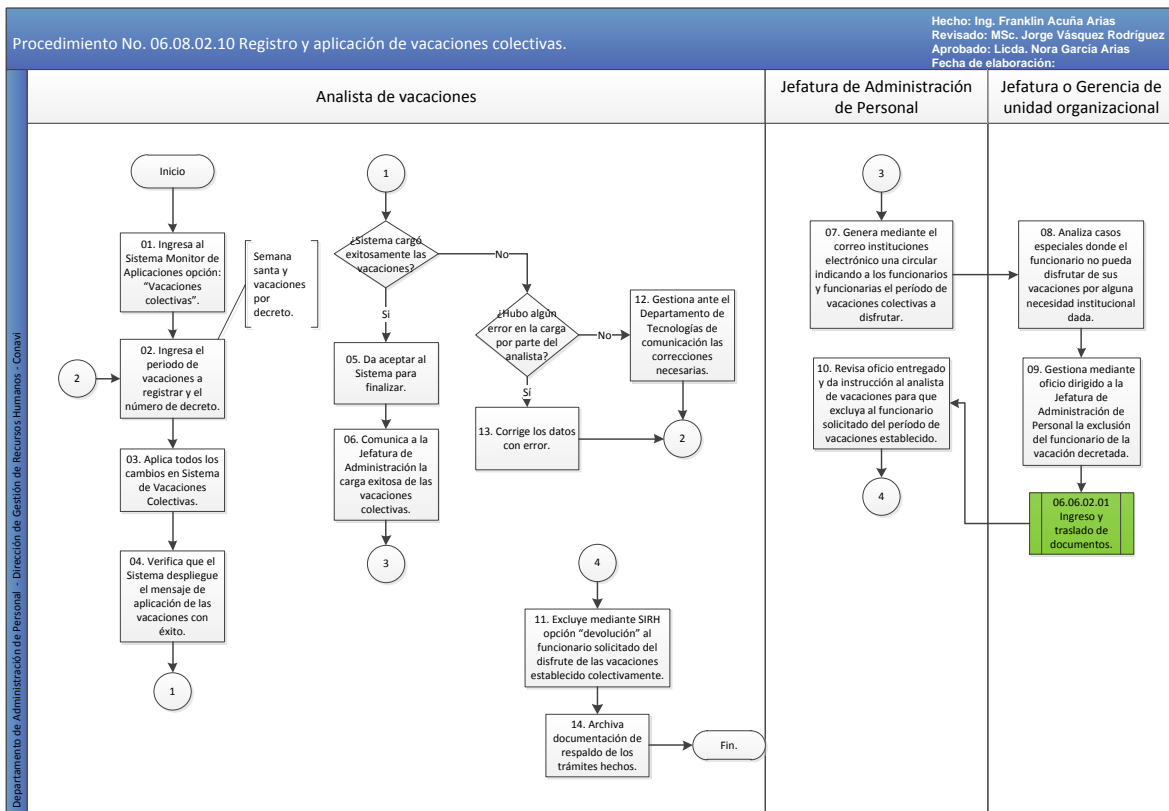 Procedimiento No. 06.08.02.10 Registro y aplicación de vacaciones colectivas.
Hecho: Ing. Franklin Acuña Arias
Revisado: MSc. Jorge Vásquez Rodríguez
Aprobado: Licda. Nora García Arias
Fecha de elaboración:
Departamento de Administración de Personal - Dirección de Gestión de Recursos Humanos - Conavi
Analista de vacaciones
Jefatura de Administración
de Personal
Jefatura o Gerencia de
unidad organizacional
Inicio
01. Ingresa al
Sistema Monitor de
Aplicaciones opción:
“Vacaciones
colectivas”.
Semana
santa y
vacaciones
por
decreto.
2
02. Ingresa el
periodo de
vacaciones a
registrar y el
número de decreto.
03. Aplica todos los
cambios en Sistema
de Vacaciones
Colectivas.
04. Verifica que el
Sistema despliegue
el mensaje de
aplicación de las
vacaciones con
éxito.
1
1
¿Sistema cargó
exitosamente las
vacaciones?
No
Si
05. Da aceptar al
Sistema para
finalizar.
06. Comunica a la
Jefatura de
Administración la
carga exitosa de las
vacaciones
colectivas.
3
¿Hubo algún
error en la carga
por parte del
analista?
No
Sí
12. Gestiona ante el
Departamento de
Tecnologías de
comunicación las
correcciones
necesarias.
13. Corrige los datos
con error.
2
4
11. Excluye mediante SIRH
opción “devolución” al
funcionario solicitado del
disfrute de las vacaciones
establecido colectivamente.
14. Archiva
documentación de
respaldo de los
trámites hechos.
Fin.
3
07. Genera mediante el
correo instituciones
electrónico una circular
indicando a los funcionarios
y funcionarias el período de
vacaciones colectivas a
disfrutar.
08. Analiza casos
especiales donde el
funcionario no pueda
disfrutar de sus
vacaciones por alguna
necesidad institucional
dada.
09. Gestiona mediante
oficio dirigido a la
Jefatura de
Administración de
Personal la exclusión
del funcionario de la
vacación decretada.
06.06.02.01
Ingreso y
traslado de
documentos.
10. Revisa oficio entregado
y da instrucción al analista
de vacaciones para que
excluya al funcionario
solicitado del período de
vacaciones establecido.
4